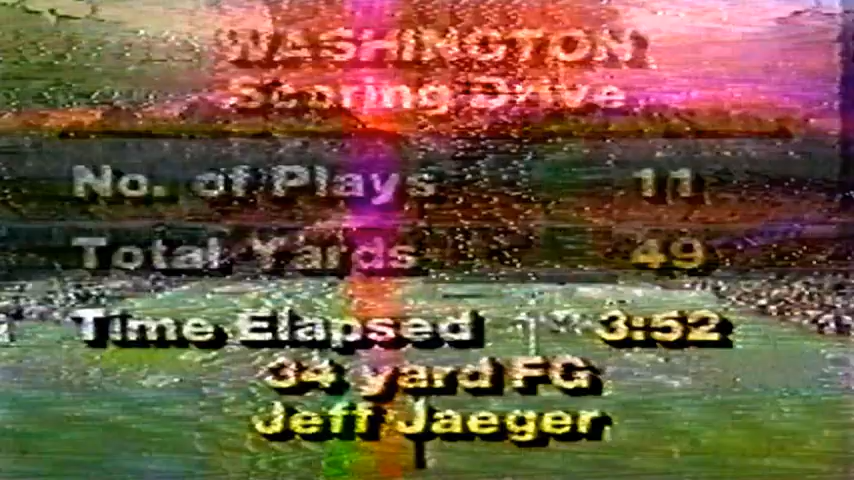 WASHINGTON
Scoring Drive
No. of Plays 11
Total Yards 49
Time Elapsed 3:52
34 yard FG
Jeff Jaeger